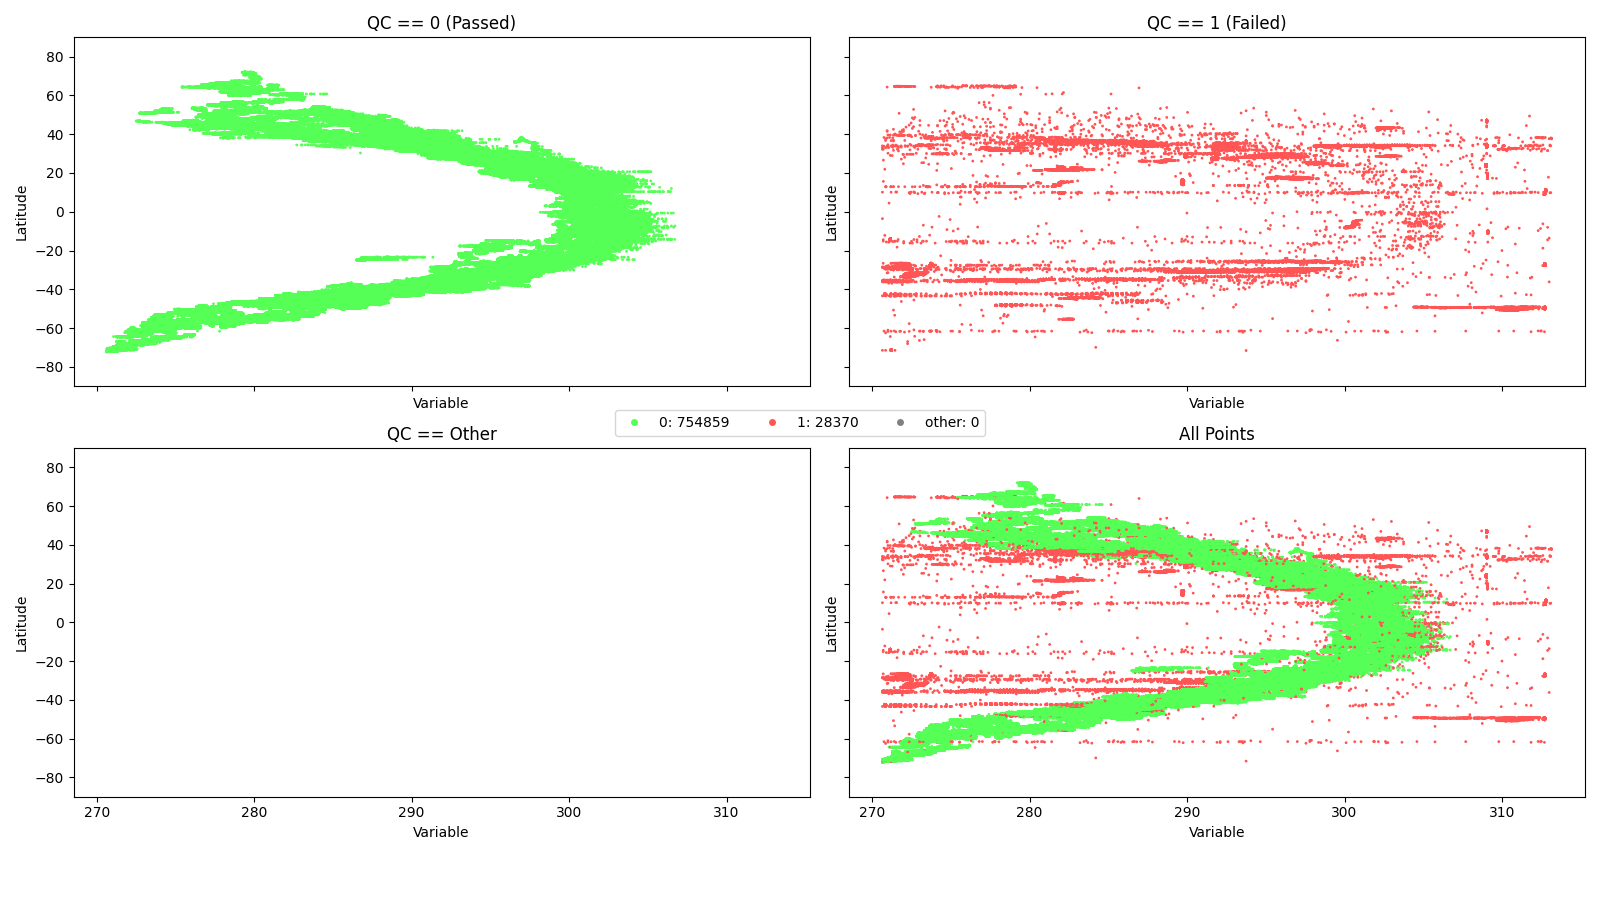 QC == 0 (Passed)
QC == 1 (Failed)
80
60
40
20
0
−20
−40
−60
−80
Latitude
Latitude
Variable
Variable
0: 754859 1: 28370 other: 0
QC == Other
All Points
80
60
40
20
0
−20
−40
−60
−80
Latitude
Latitude
270 280 290 300 310
270 280 290 300 310
Variable
Variable